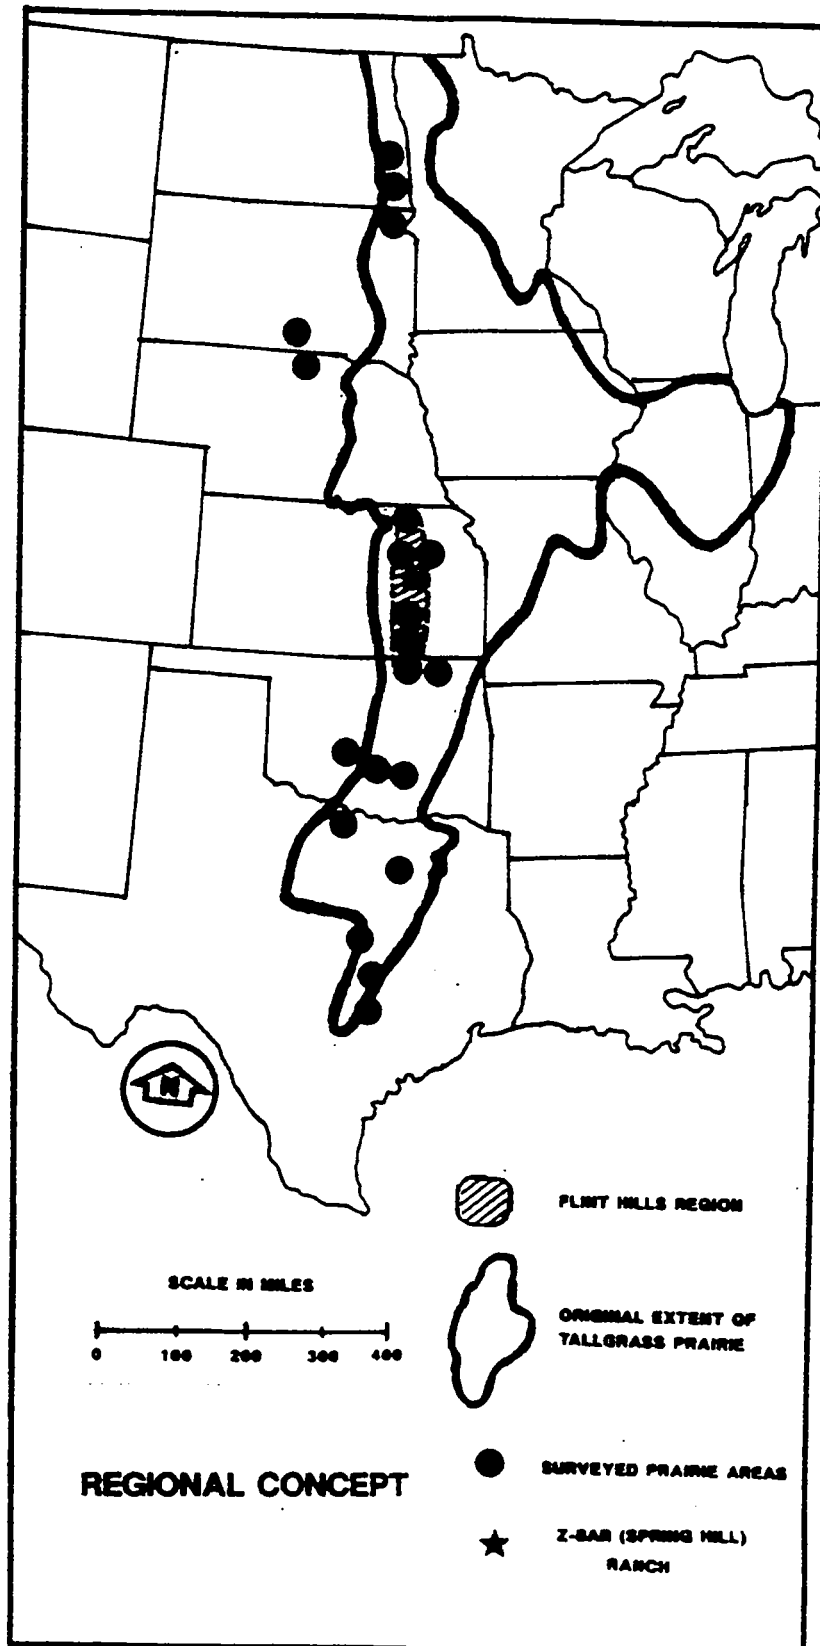 N
FLINT HILLS REGION
SCALE IN MILES
0 100 200 300 400
ORIGINAL EXTENT OF
TALLGRASS PRAIRIE
REGIONAL CONCEPT
SURVEYED PRAIRIE AREAS
Z-BAR (SPRING HILL)
RANCH